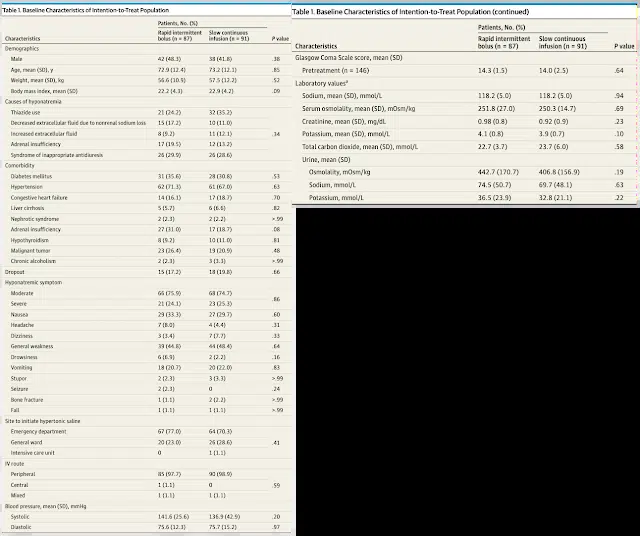 Table 1. Baseline Characteristics of Intention-to-Treat Population
Patients, No. (%)
Characteristics
Rapid intermittent bolus (n = 87)
Slow continuous infusion (n = 91)
P value
Demographics
Male 42 (48.3) 38 (41.8) .38
Age, mean (SD), y 72.9 (12.4) 73.2 (12.1) .85
Weight, mean (SD), kg 56.6 (10.5) 57.5 (12.2) .52
Body mass index, mean (SD) 22.2 (4.3) 22.9 (4.2) .09
Causes of hyponatremia
Thiazide use 21 (24.2) 32 (35.2)
Decreased extracellular fluid due to nonrenal sodium loss 15 (17.2) 10 (11.0)
Increased extracellular fluid 8 (9.2) 11 (12.1) .14
Adrenal insufficiency 17 (19.5) 12 (13.2)
Syndrome of inappropriate antidiuresis 26 (29.9) 26 (28.6)
Comorbidity
Diabetes mellitus 31 (35.6) 28 (30.8) .53
Hypertension 62 (71.3) 61 (67.0) .63
Congestive heart failure 14 (16.1) 17 (18.7) .70
Liver cirrhosis 5 (5.7) 6 (6.6) .82
Nephrotic syndrome 2 (2.3) 2 (2.2) >.99
Adrenal insufficiency 27 (31.0) 17 (18.7) .08
Hypothyroidism 8 (9.2) 10 (11.0) .81
Malignant tumor 23 (26.4) 19 (20.9) .48
Chronic alcoholism 2 (2.3) 3 (3.3) >.99
Dropout 15 (17.2) 18 (19.8) .66
Hyponatremic symptom
Moderate 66 (75.9) 68 (74.7)
.86
Severe 21 (24.1) 23 (25.3)
Nausea 29 (33.3) 27 (29.7) .60
Headache 7 (8.0) 4 (4.4) .31
Dizziness 3 (3.4) 7 (7.7) .33
General weakness 39 (44.8) 44 (48.4) .64
Drowsiness 6 (6.9) 2 (2.2) .16
Vomiting 18 (20.7) 20 (22.0) .83
Stupor 2 (2.3) 3 (3.3) >.99
Seizure 2 (2.3) 0 .24
Bone fracture 1 (1.1) 2 (2.2) >.99
Fall 1 (1.1) 1 (1.1) >.99
Site to initiate hypertonic saline
Emergency department 67 (77.0) 64 (70.3)
General ward 20 (23.0) 26 (28.6) .41
Intensive care unit 0 1 (1.1)
IV route
Peripheral 85 (97.7) 90 (98.9)
Central 1 (1.1) 0 .59
Mixed 1 (1.1) 1 (1.1)
Blood pressure, mean (SD), mmHg
Systolic 141.6 (25.6) 136.9 (42.9) .20
Diastolic 75.6 (12.3) 75.7 (15.2) .97
Table 1. Baseline Characteristics of Intention-to-Treat Population (continued)
Patients, No. (%)
Characteristics
Rapid intermittent bolus (n = 87)
Slow continuous infusion (n = 91)
P value
Glasgow Coma Scale score, mean (SD)
Pretreatment (n = 146) 14.3 (1.5) 14.0 (2.5) .64
Laboratory values a
Sodium, mean (SD), mmol/L 118.2 (5.0) 118.2 (5.0) .94
Serum osmolality, mean (SD), mOsm/kg 251.8 (27.0) 250.3 (14.7) .69
Creatinine, mean (SD), mg/dL 0.98 (0.8) 0.92 (0.9) .23
Potassium, mean (SD), mmol/L 4.1 (0.8) 3.9 (0.7) .10
Total carbon dioxide, mean (SD), mmol/L 22.7 (3.7) 23.7 (6.0) .58
Urine, mean (SD)
Osmolality, mOsm/kg 442.7 (170.7) 406.8 (156.9) .19
Sodium, mmol/L 74.5 (50.7) 69.7 (48.1) .63
Potassium, mmol/L 36.5 (23.9) 32.8 (21.1) .22